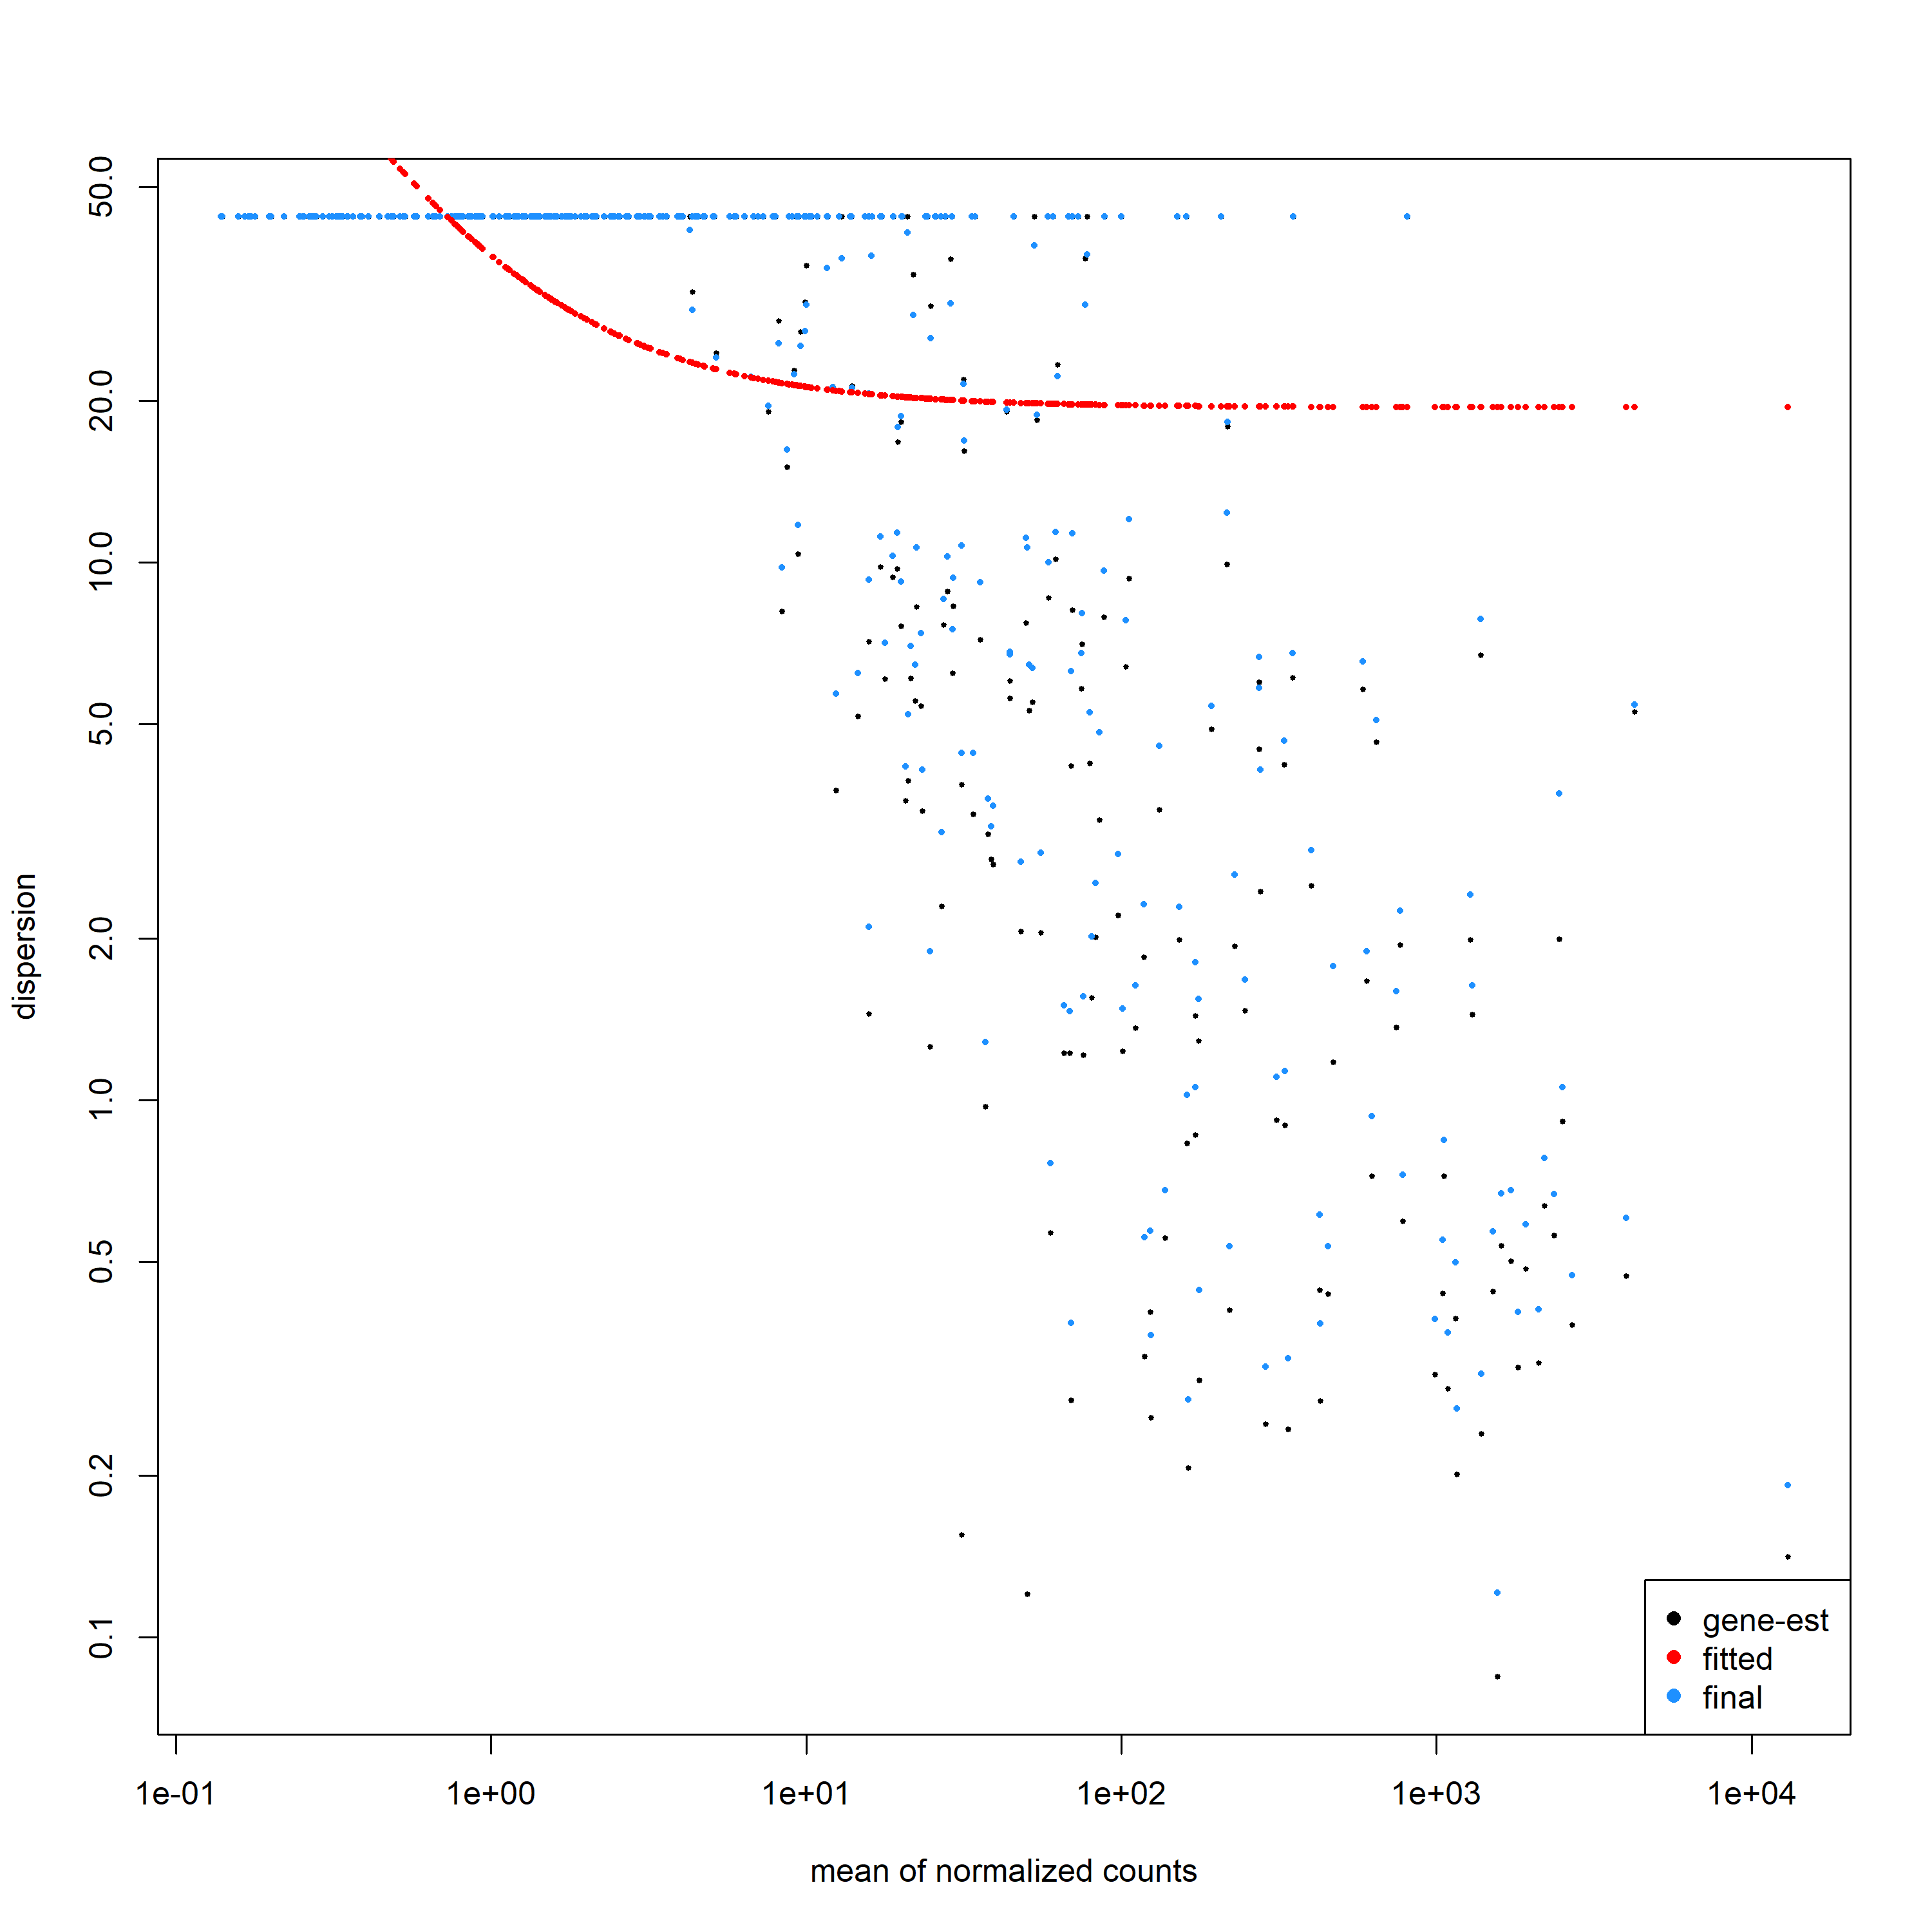 50.0
20.0
10.0
5.0
2.0
1.0
0.5
0.2
0.1
dispersion
1e-01
1e+00
1e+01
1e+02
1e+03
1e+04
mean of normalized counts
gene-est
fitted
final